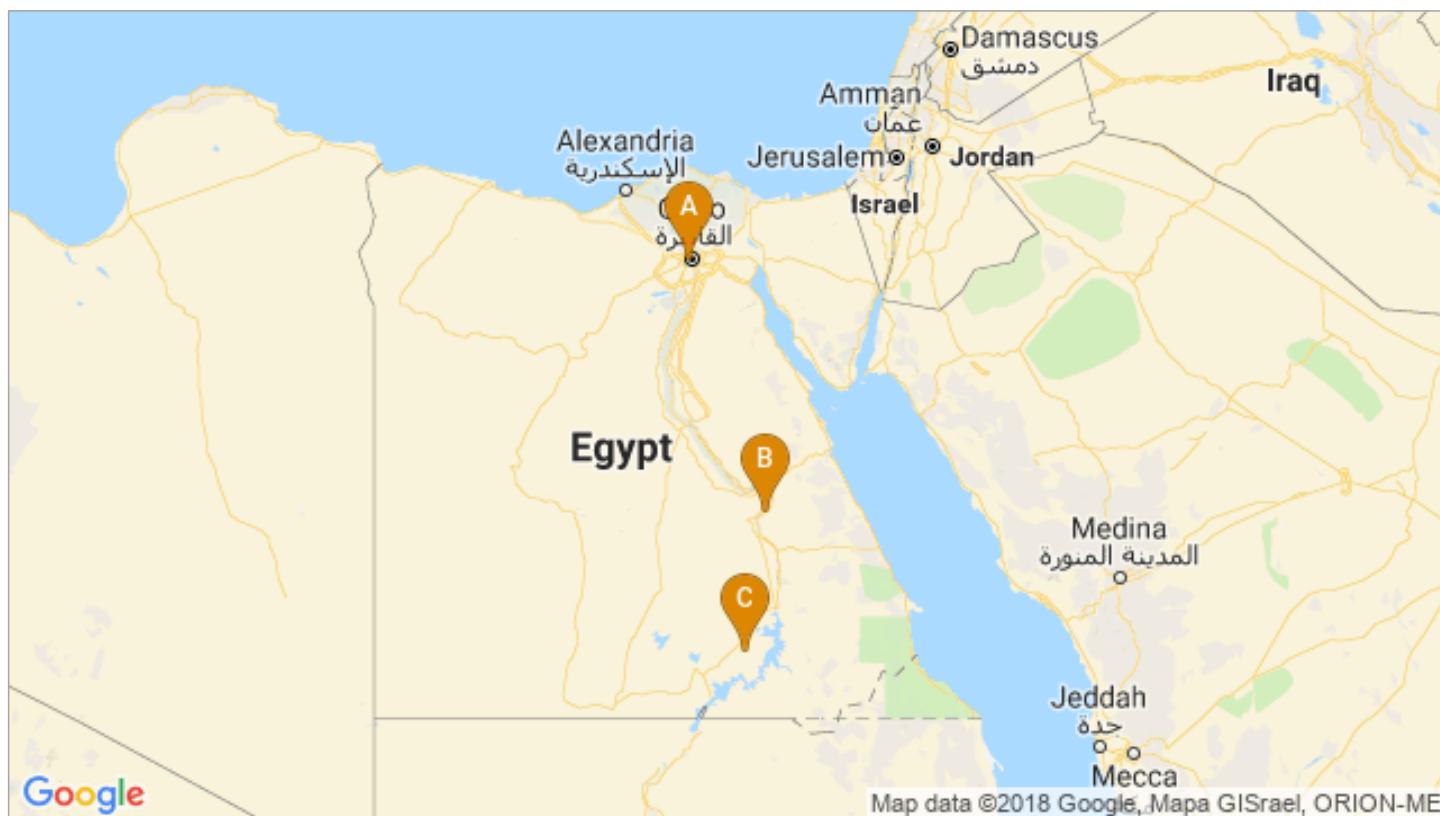 Damascus
دمشق
Iraq
Amman
عمان
Alexandria
الإسكندرية
Jerusalem
Jordan
A
القاهرة
Israel
Egypt
B
Medina
المدينة المنورة
C
Jeddah
جدة
Mecca
Google
Map data ©2018 Google, Mapa GISrael, ORION-ME